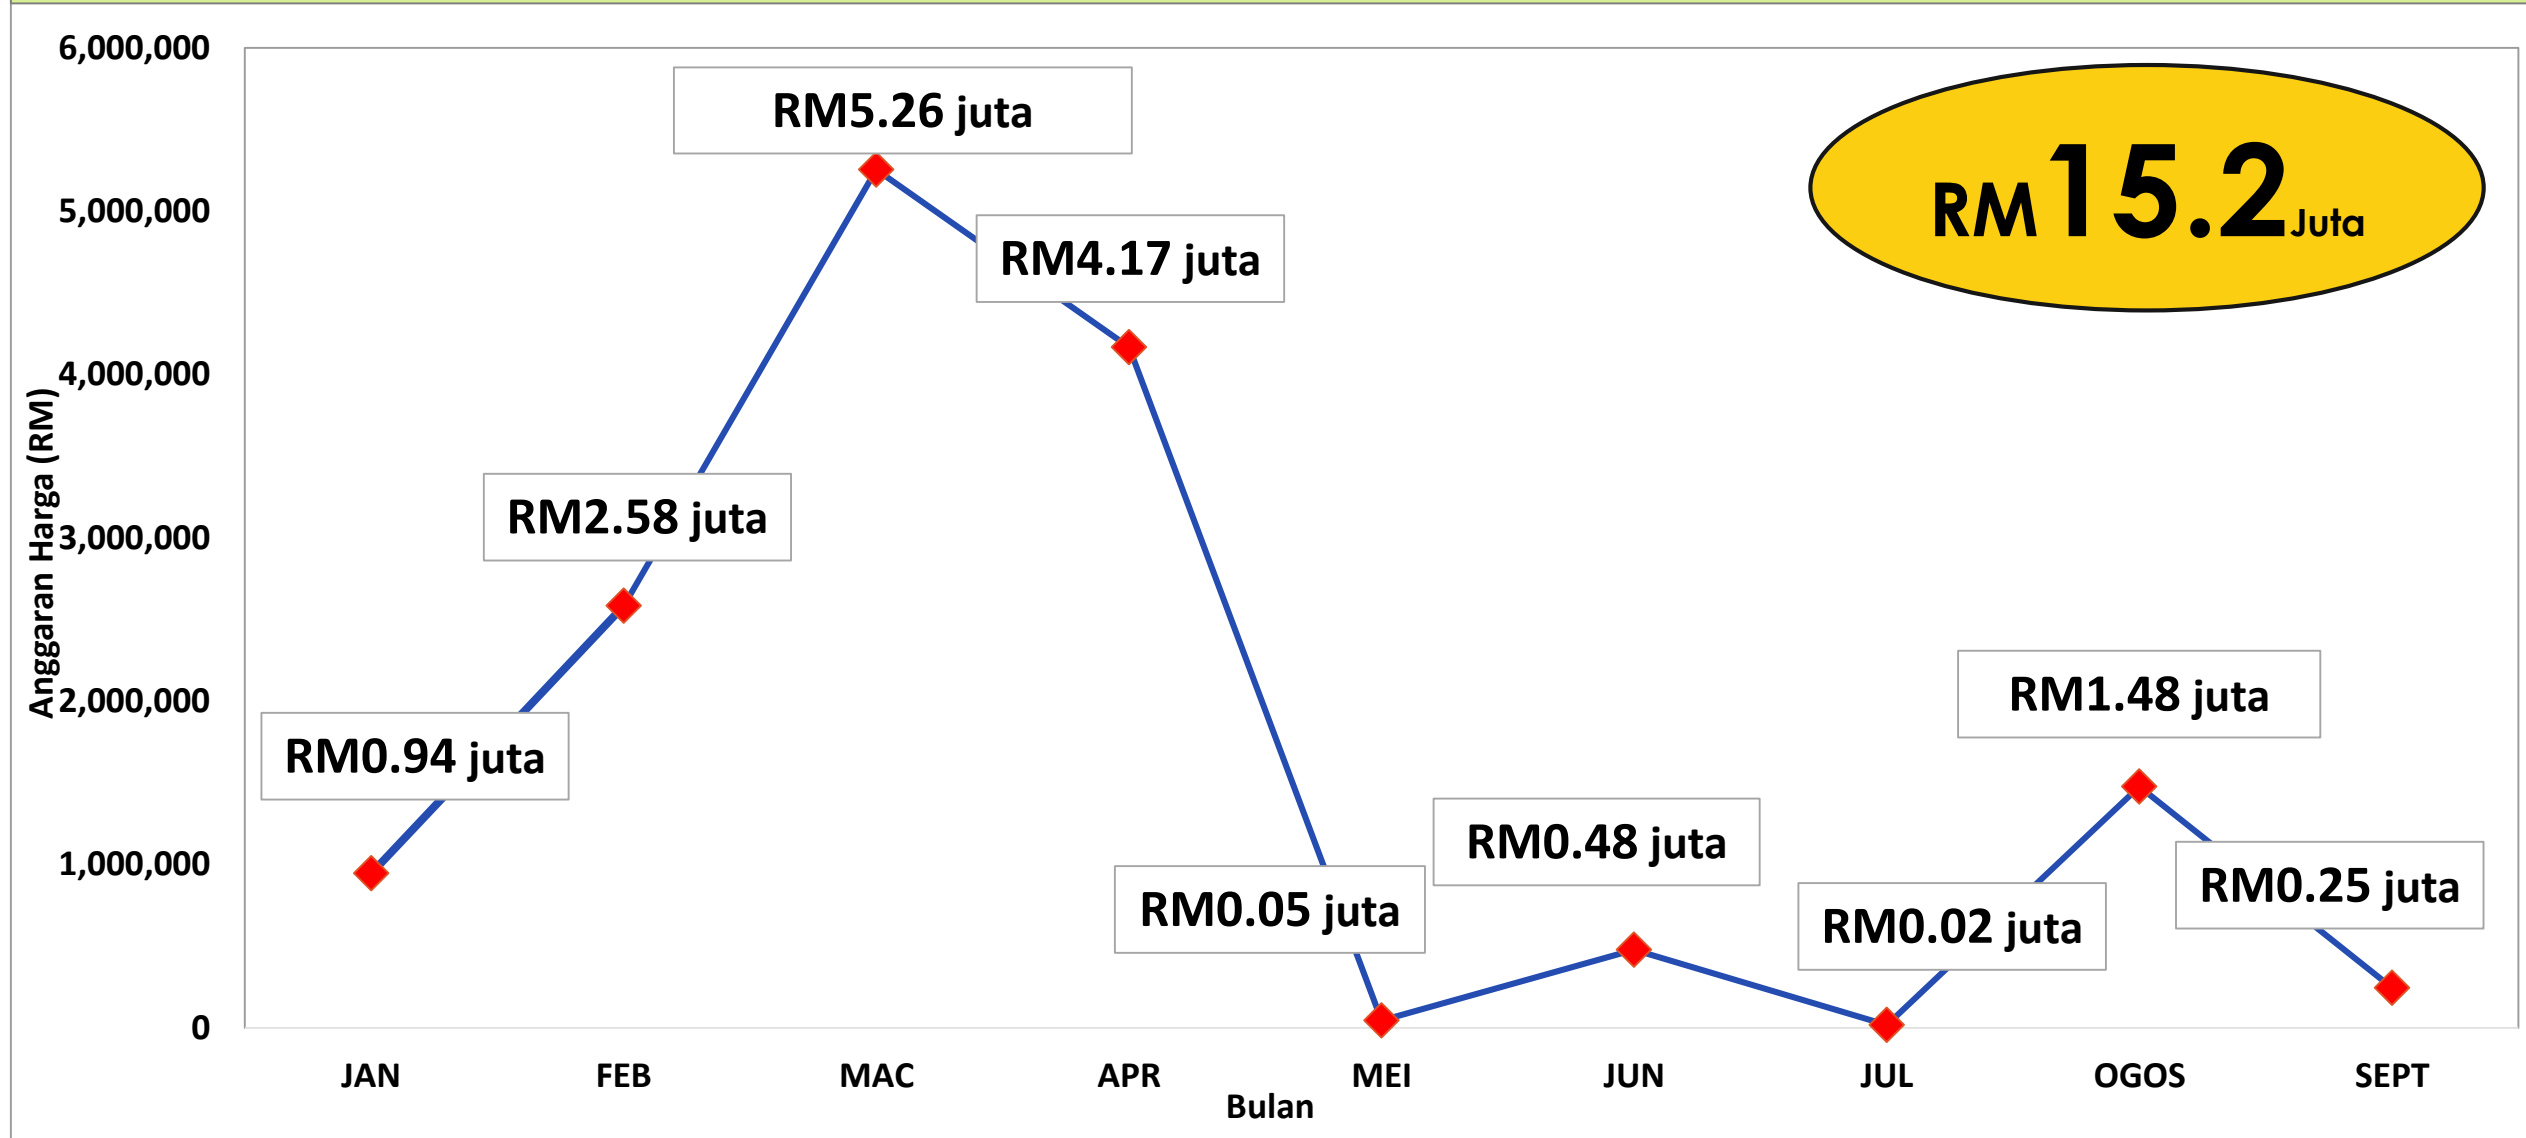 6,000,000
5,000,000
4,000,000
3,000,000
2,000,000
1,000,000
0
Anggaran Harga (RM)
RM0.94 juta
RM2.58 juta
RM5.26 juta
RM4.17 juta
RM0.05 juta
RM0.48 juta
RM0.02 juta
RM1.48 juta
RM0.25 juta
RM15.2Juta
JAN FEB MAC APR MEI JUN JUL OGOS SEPT
Bulan